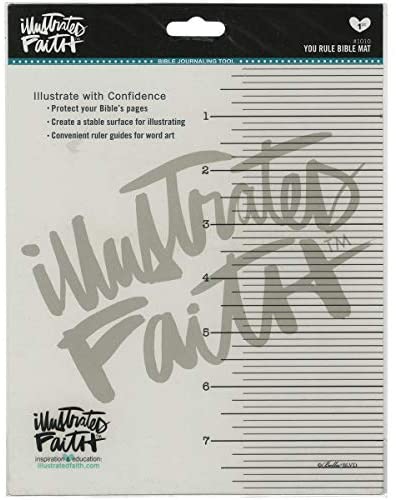 illustrated
FAITH
1
#1010
YOU RULE BIBLE MAT
BIBLE JOURNALING TOOL
Illustrate with Confidence
• Protect your Bible's pages
• Create a stable surface for illustrating
• Convenient ruler guides for word art
1
2
3
4
5
6
7
illustrated
FAITH™
illustrated
FAITH
inspiration & education:
illustratedfaith.com
© Bella BLVD